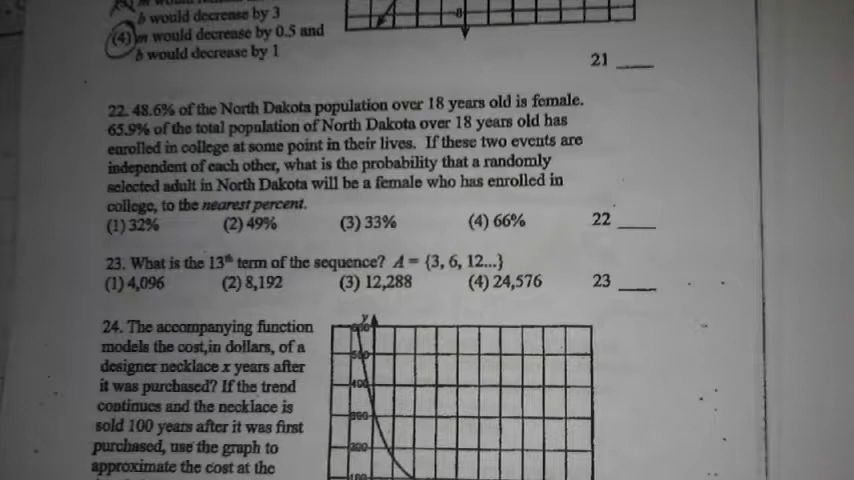 b would decrease by 3
(4) m would decrease by 0.5 and
b would decrease by 1
21 ____
22. 48.6% of the North Dakota population over 18 years old is female.
65.9% of the total population of North Dakota over 18 years old has
enrolled in college at some point in their lives. If these two events are
independent of each other, what is the probability that a randomly
selected adult in North Dakota will be a female who has enrolled in
college, to the nearest percent.
(1) 32% (2) 49% (3) 33% (4) 66% 22 ____
23. What is the 13th term of the sequence? A = {3, 6, 12...}
(1) 4,096 (2) 8,192 (3) 12,288 (4) 24,576 23 ____
24. The accompanying function
models the cost, in dollars, of a
designer necklace x years after
it was purchased? If the trend
continues and the necklace is
sold 100 years after it was first
purchased, use the graph to
approximate the cost at the
y
500
400
300
200
100